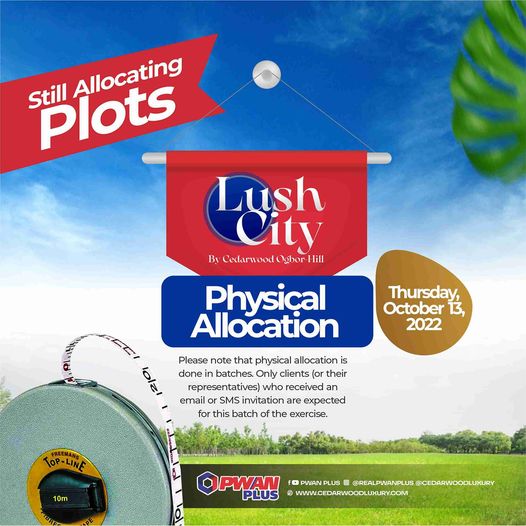 Still Allocating
Plots
Lush
City
By Cedarwood Ogbor-Hill
Physical
Allocation
Thursday,
October 13,
2022
Please note that physical allocation is
done in batches. Only clients (or their
representatives) who received an
email or SMS invitation are expected
for this batch of the exercise.
FREEMANS
TOP-LINE
10m
PWAN
PLUS
PWAN PLUS @REALPWANPLUS @CEDARWOODLUXURY
WWW.CEDARWOODLUXURY.COM